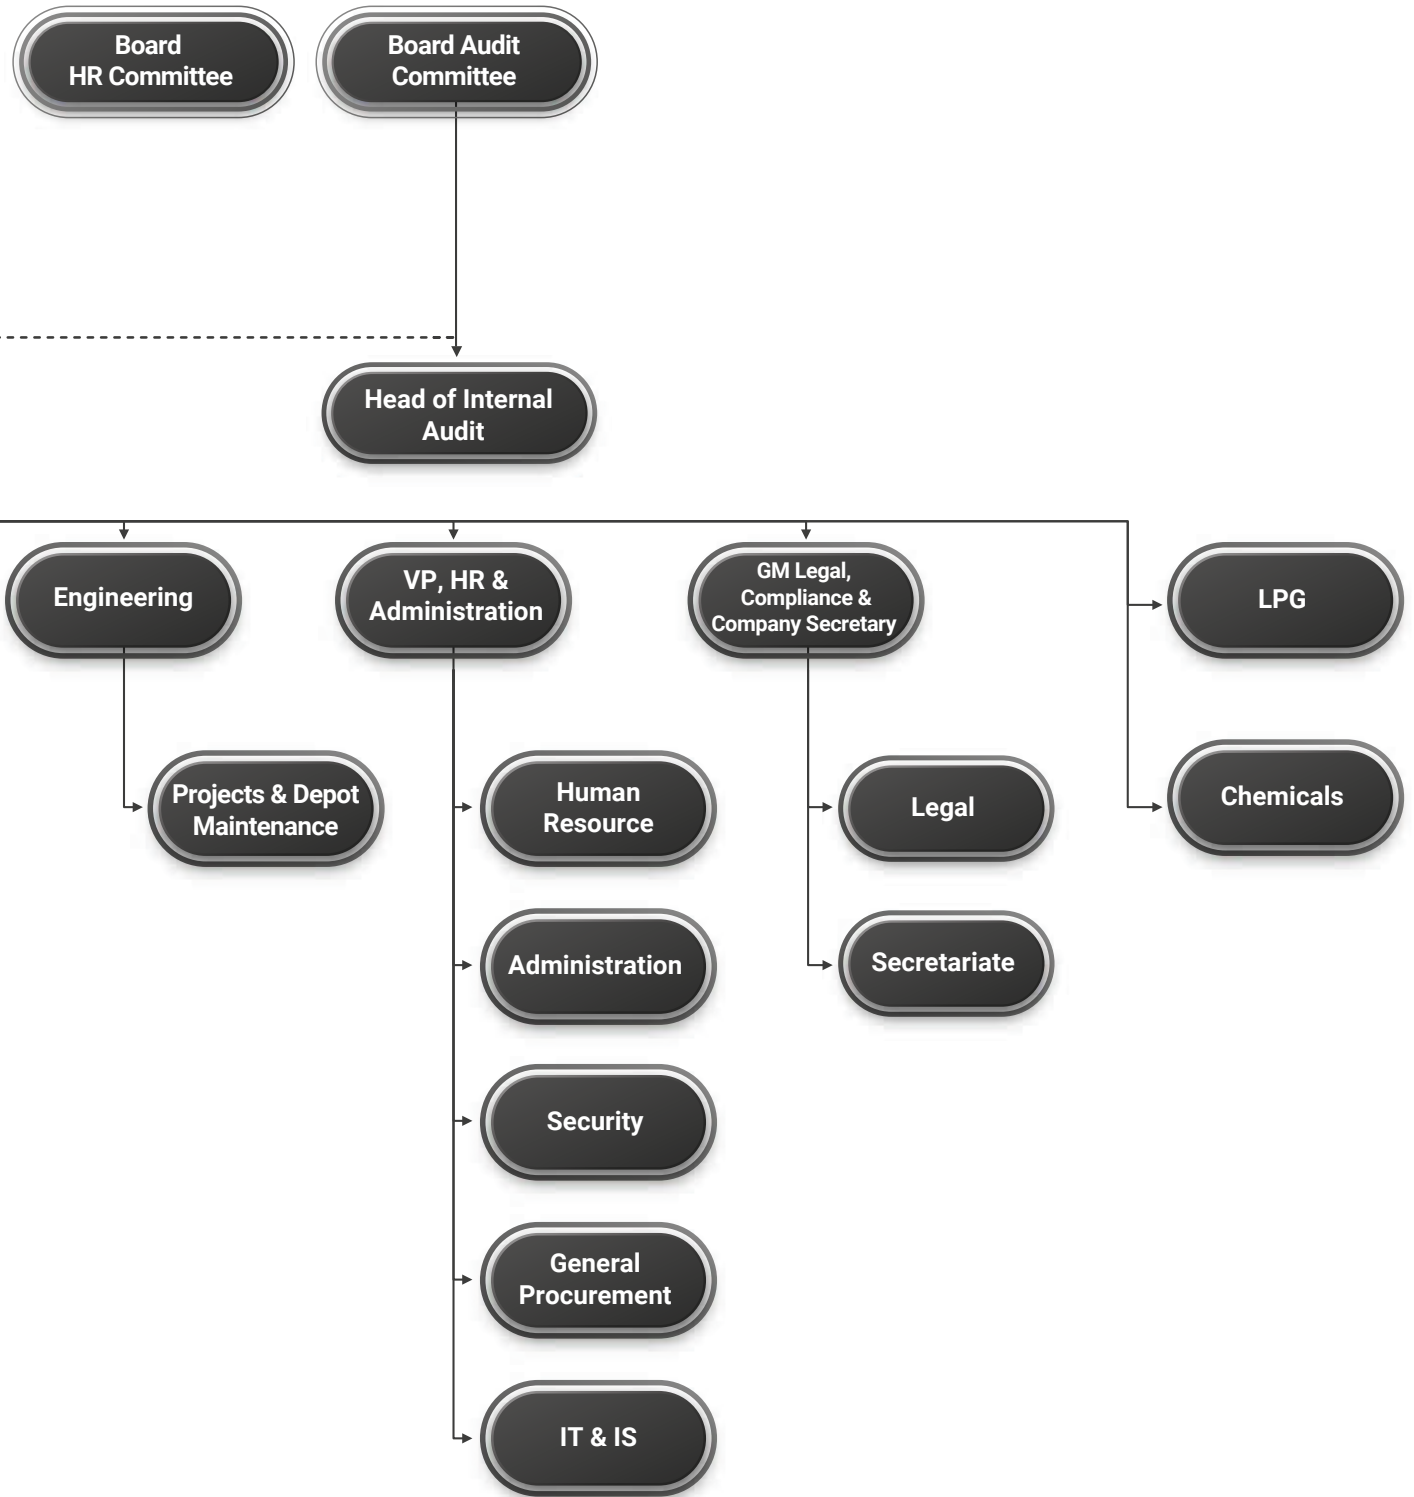 Board
HR Committee
Board Audit
Committee
Head of Internal
Audit
Engineering
VP, HR &
Administration
GM Legal,
Compliance &
Company Secretary
LPG
Projects & Depot
Maintenance
Human
Resource
Legal
Chemicals
Administration
Secretariate
Security
General
Procurement
IT & IS